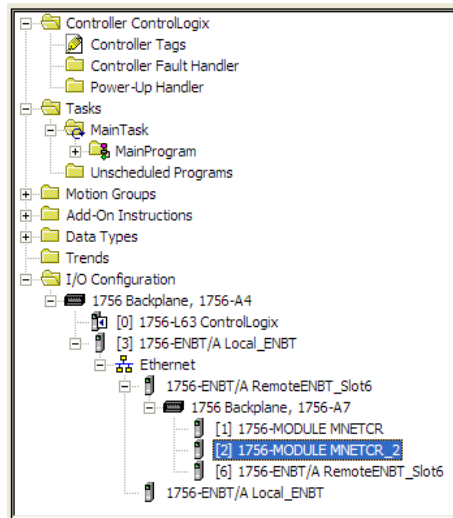 Controller ControlLogix
Controller Tags
Controller Fault Handler
Power-Up Handler
Tasks
MainTask
MainProgram
Unscheduled Programs
Motion Groups
Add-On Instructions
Data Types
Trends
I/O Configuration
1756 Backplane, 1756-A4
[0] 1756-L63 ControlLogix
[3] 1756-ENBT/A Local_ENBT
Ethernet
1756-ENBT/A RemoteENBT_Slot6
1756 Backplane, 1756-A7
[1] 1756-MODULE MNETCR
[2] 1756-MODULE MNETCR_2
[6] 1756-ENBT/A RemoteENBT_Slot6
1756-ENBT/A Local_ENBT